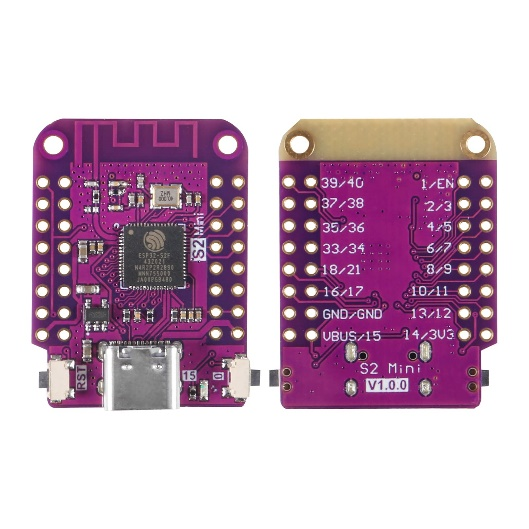 S2 Mini
ESP32-S2F
RST
15
0
39/40 1/EN
37/38 2/3
35/36 4/5
33/34 6/7
18/21 8/9
16/17 10/11
GND/GND 13/12
VBUS/15 14/3V3
S2 Mini
V1.0.0